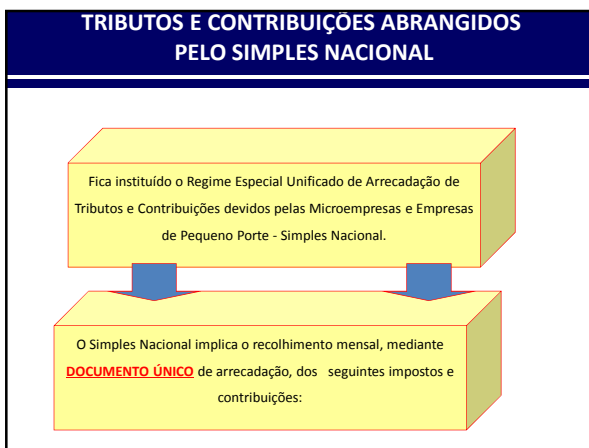 TRIBUTOS E CONTRIBUIÇÕES ABRANGIDOS
PELO SIMPLES NACIONAL
Fica instituído o Regime Especial Unificado de Arrecadação de
Tributos e Contribuições devidos pelas Microempresas e Empresas
de Pequeno Porte - Simples Nacional.
O Simples Nacional implica o recolhimento mensal, mediante
DOCUMENTO ÚNICO de arrecadação, dos seguintes impostos e
contribuições: